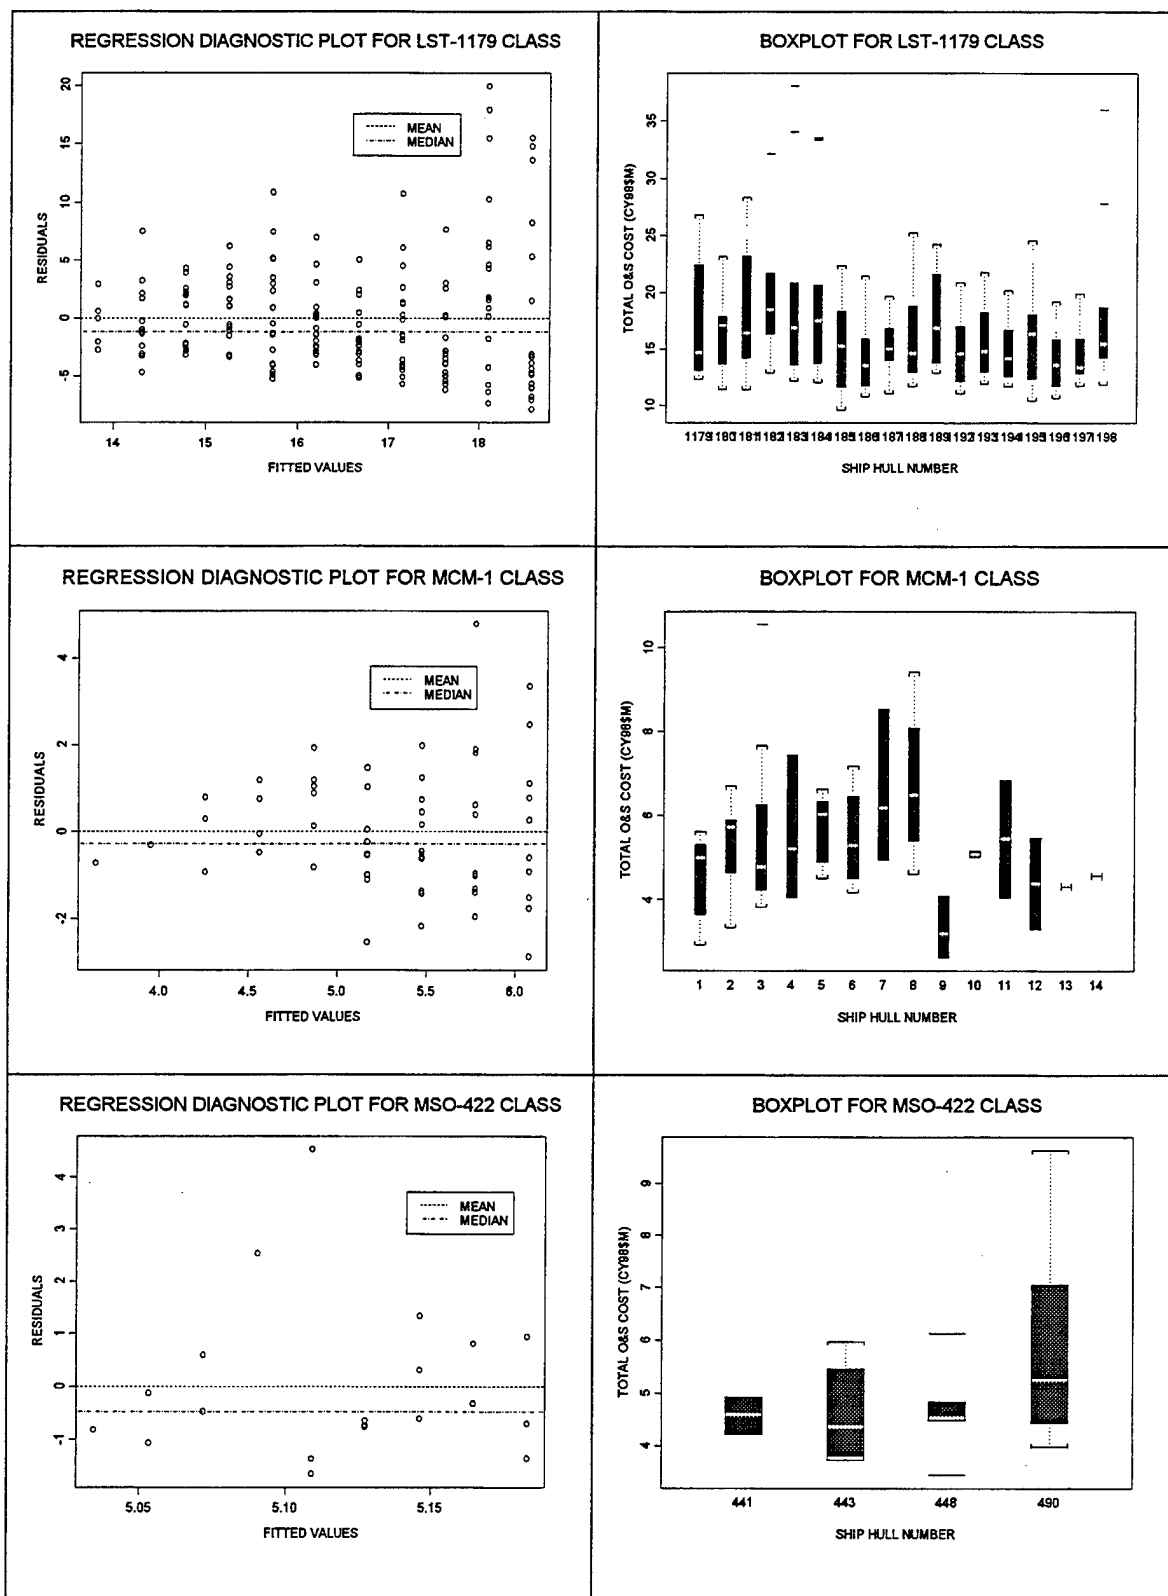 REGRESSION DIAGNOSTIC PLOT FOR LST-1179 CLASS
20
15
10
5
0
-5
RESIDUALS
MEAN
MEDIAN
14 15 16 17 18
FITTED VALUES
BOXPLOT FOR LST-1179 CLASS
35
30
25
20
15
10
TOTAL O&S COST (CY98$M)
1179 1180 1181 1182 1183 1184 1185 1186 1187 1188 1189 1192 1193 1194 1195 1196 1197 1198
SHIP HULL NUMBER
REGRESSION DIAGNOSTIC PLOT FOR MCM-1 CLASS
4
2
0
-2
RESIDUALS
MEAN
MEDIAN
4.0 4.5 5.0 5.5 6.0
FITTED VALUES
BOXPLOT FOR MCM-1 CLASS
10
8
6
4
TOTAL O&S COST (CY98$M)
1 2 3 4 5 6 7 8 9 10 11 12 13 14
SHIP HULL NUMBER
REGRESSION DIAGNOSTIC PLOT FOR MSO-422 CLASS
4
3
2
1
0
-1
RESIDUALS
MEAN
MEDIAN
5.05 5.10 5.15
FITTED VALUES
BOXPLOT FOR MSO-422 CLASS
9
8
7
6
5
4
TOTAL O&S COST (CY98$M)
441 443 448 490
SHIP HULL NUMBER